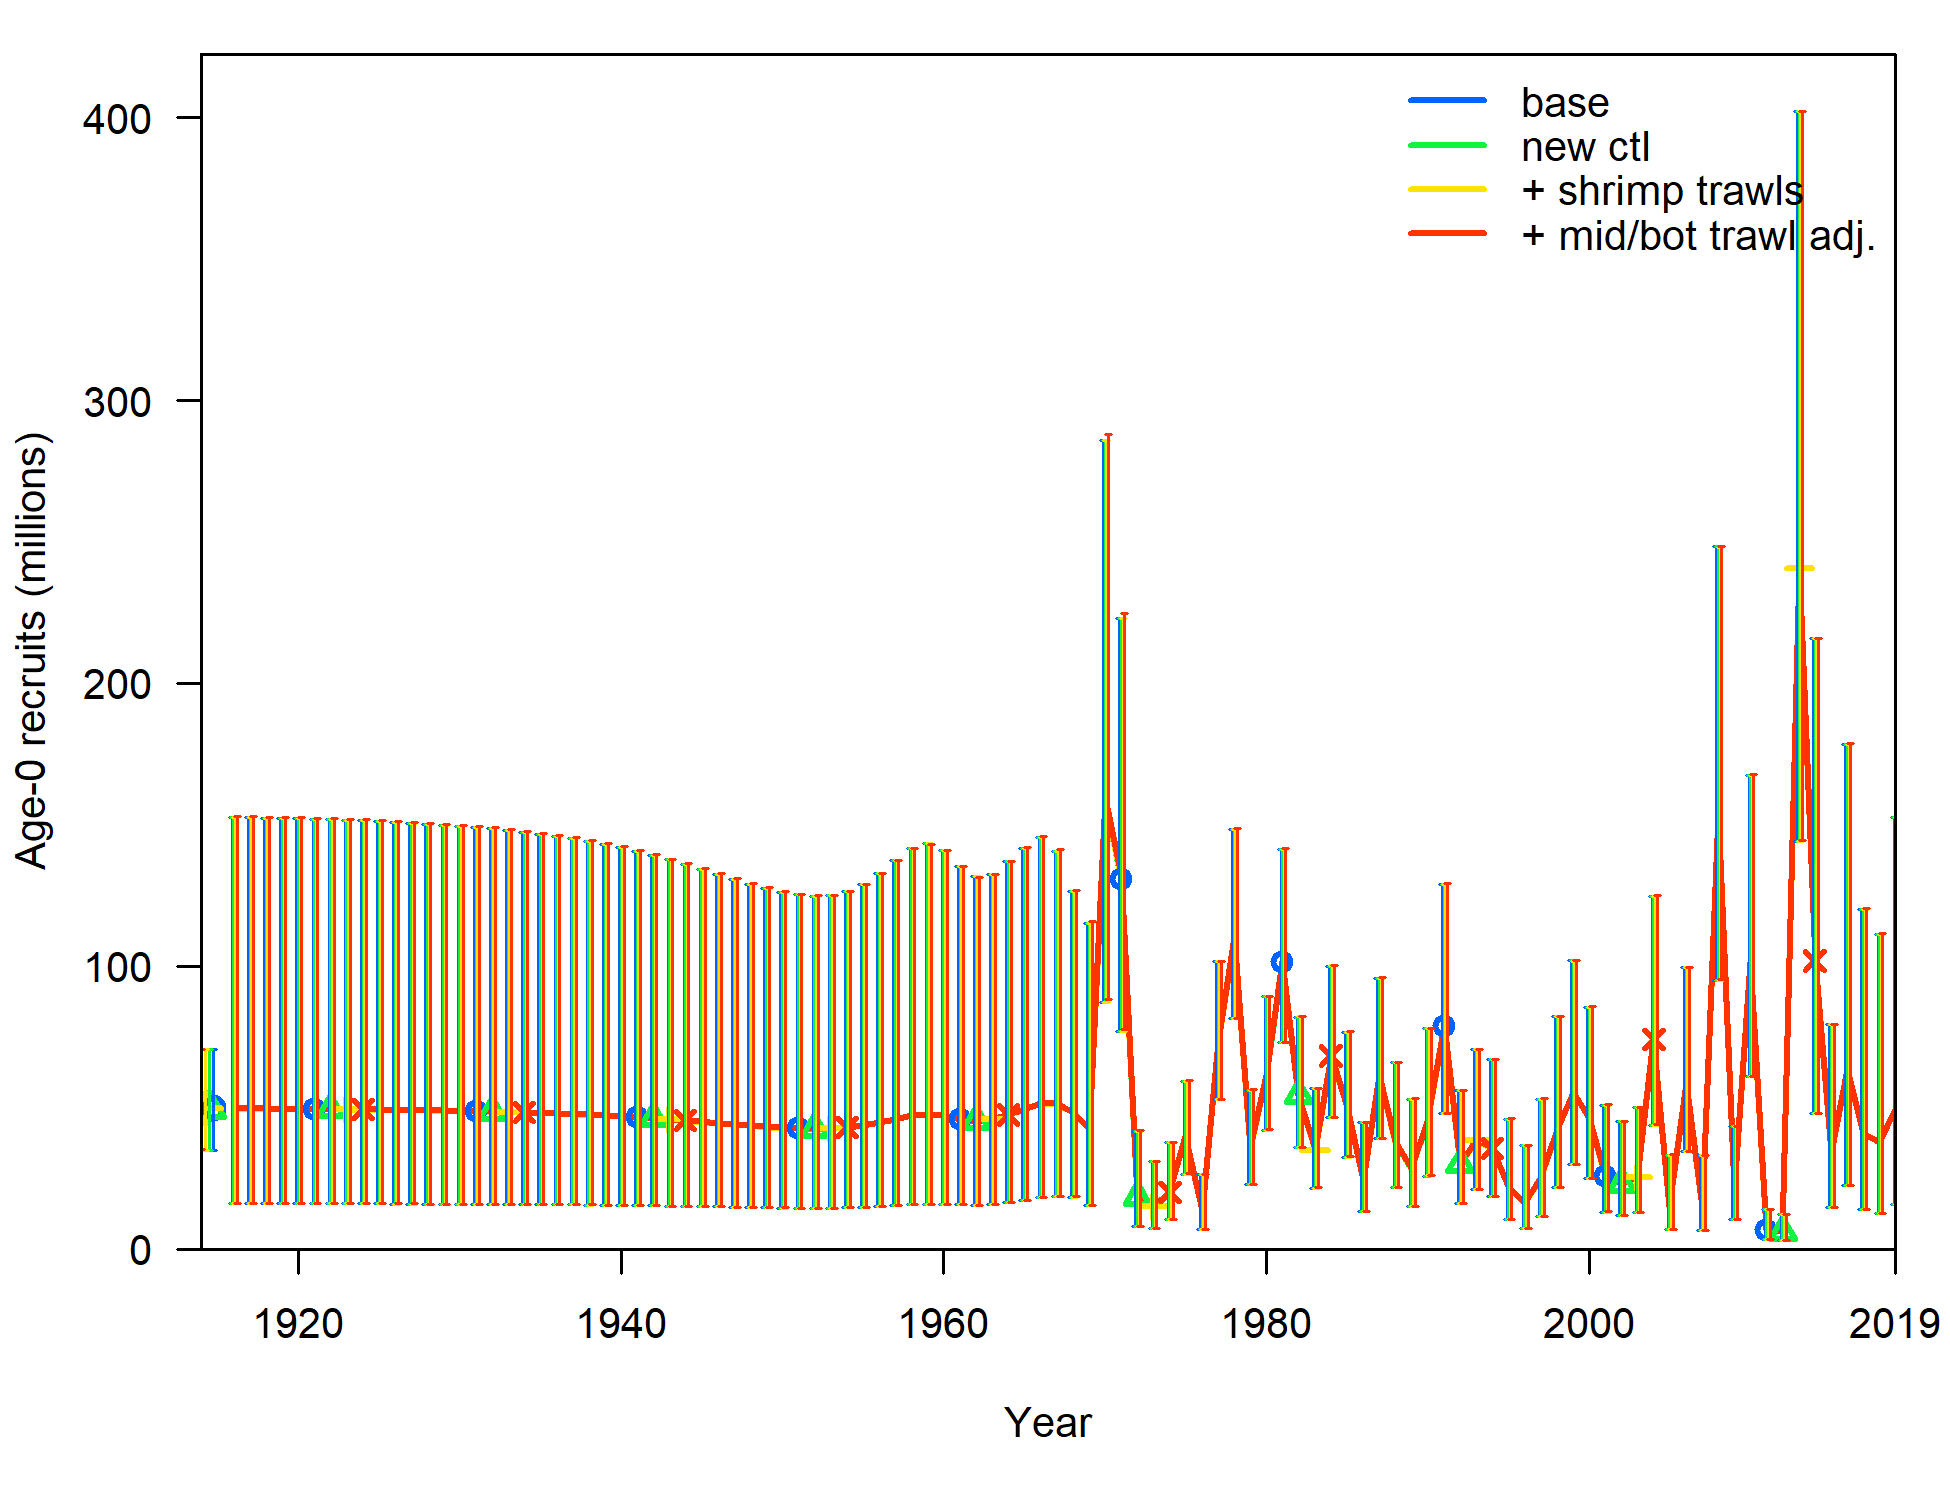 base
new ctl
+ shrimp trawls
+ mid/bot trawl adj.
400
300
200
100
0
Age-0 recruits (millions)
1920 1940 1960 1980 2000 2019
Year